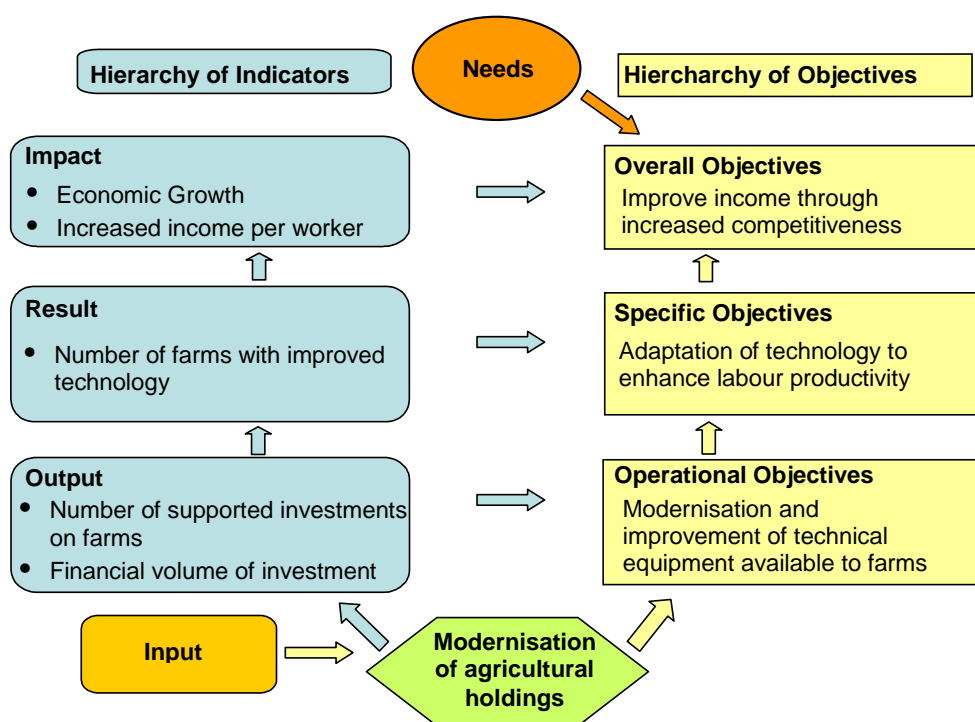 Hierarchy of Indicators
Needs
Hiercharchy of Objectives
Impact
• Economic Growth
• Increased income per worker
Overall Objectives
Improve income through
increased competitiveness
Result
• Number of farms with improved
technology
Specific Objectives
Adaptation of technology to
enhance labour productivity
Output
• Number of supported investments
on farms
• Financial volume of investment
Operational Objectives
Modernisation and
improvement of technical
equipment available to farms
Input
Modernisation
of agricultural
holdings